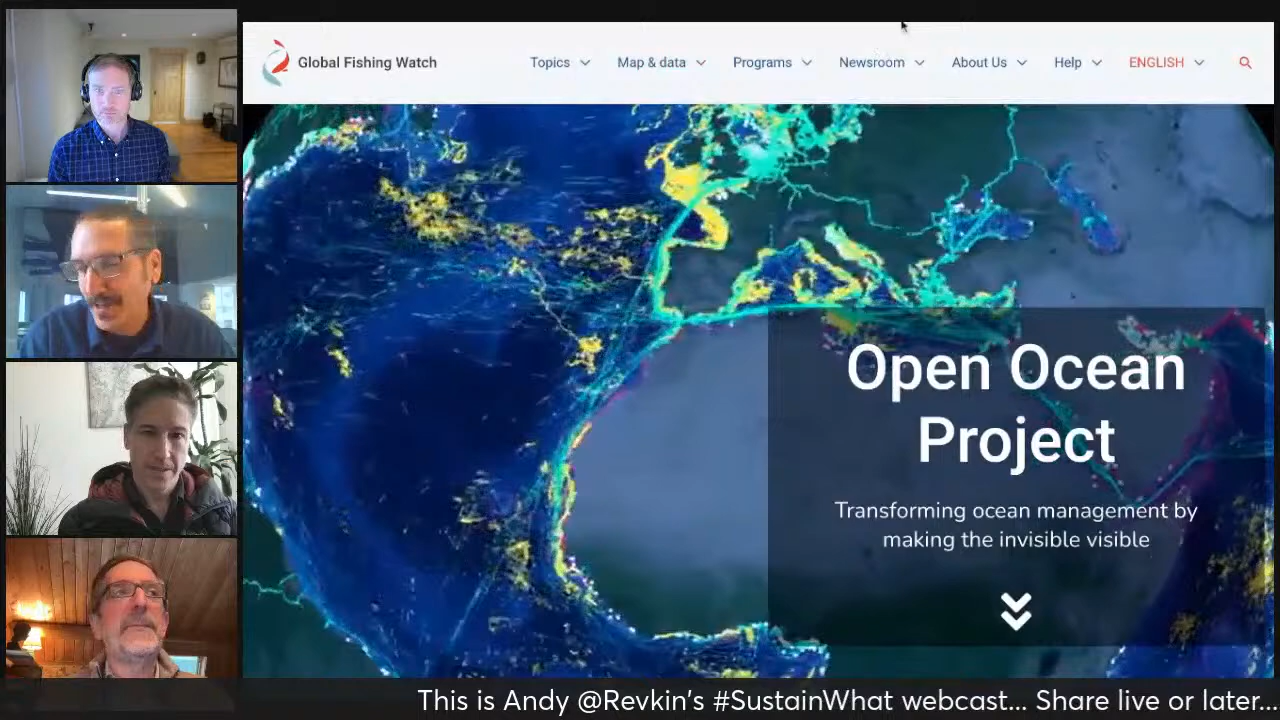 Global Fishing Watch
Topics Map & data Programs Newsroom About Us Help ENGLISH
Open Ocean
Project
Transforming ocean management by
making the invisible visible
This is Andy @Revkin's #SustainWhat webcast... Share live or later...